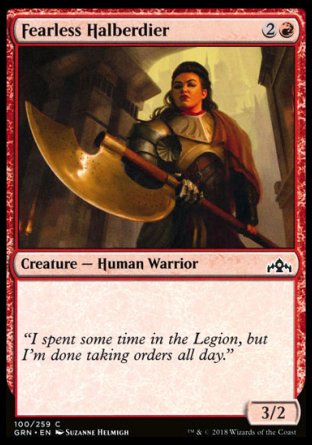 Fearless Halberdier 2
Creature — Human Warrior
“I spent some time in the Legion, but
I’m done taking orders all day.”
3/2
100/259 C
GRN • EN Suzanne Helmigh
™ & © 2018 Wizards of the Coast